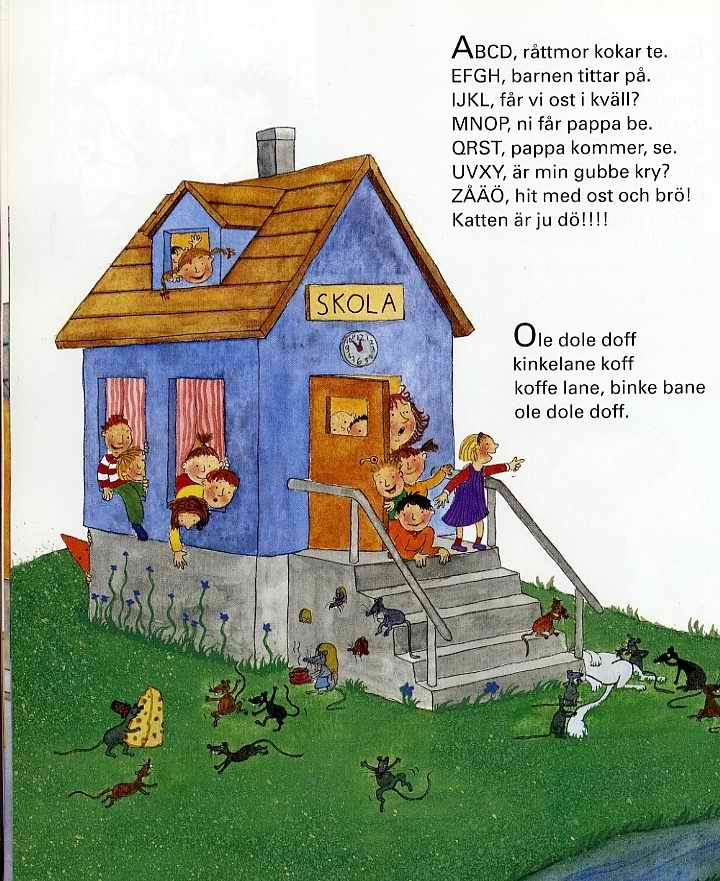 ABCD, råttmor kokar te.
EFGH, barnen tittar på.
IJKL, får vi ost i kväll?
MNOP, ni får pappa be.
QRST, pappa kommer, se.
UVXY, är min gubbe kry?
ZÅÄÖ, hit med ost och brö!
Katten är ju dö!!!!
SKOLA
Ole dole doff
kinkelane koff
koffe lane, binke bane
ole dole doff.